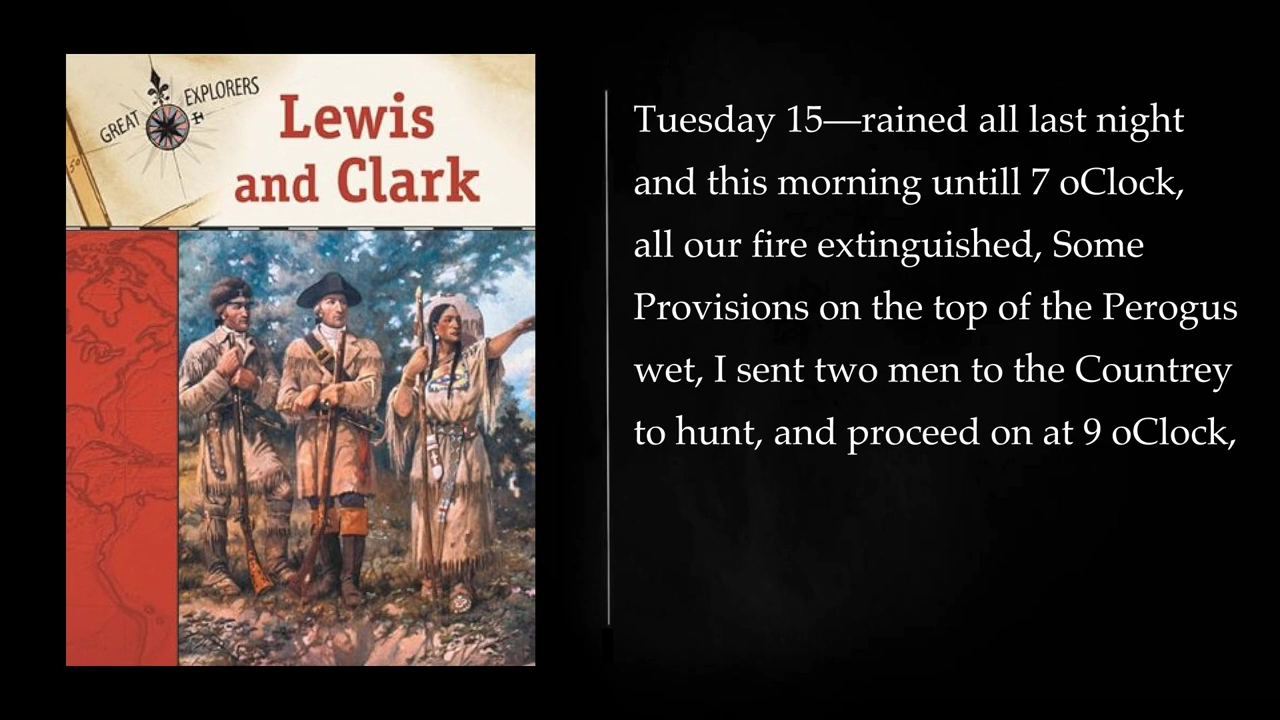 GREAT EXPLORERS
Lewis
and Clark
Tuesday 15—rained all last night
and this morning untill 7 oClock,
all our fire extinguished, Some
Provisions on the top of the Perogus
wet, I sent two men to the Countrey
to hunt, and proceed on at 9 oClock,